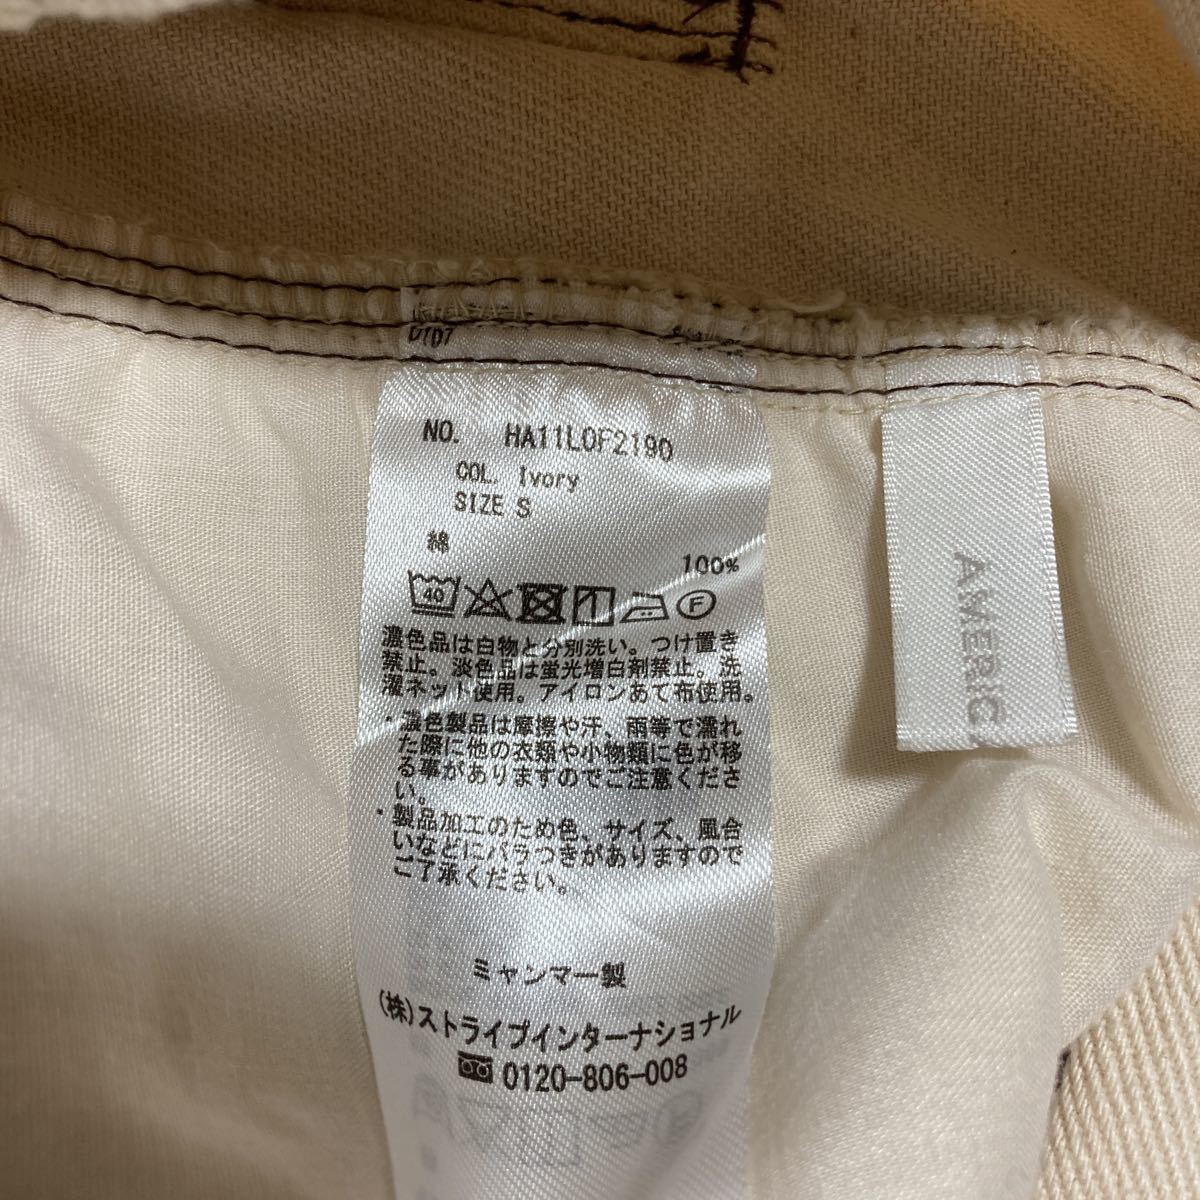 0107
NO. HA11L0F2190
COL. Ivory
SIZE S
綿
100%
40
F
濃色品は白物と分別洗い。つけ置き
禁止。淡色品は蛍光増白剤禁止。洗
濯ネット使用。アイロンあて布使用。
・濃色製品は摩擦や汗、雨等で濡れ
た際に他の衣類や小物類に色が移
る事がありますのでご注意くださ
い。
・製品加工のため色、サイズ、風合
いなどにバラつきがありますので
ご了承ください。
ミャンマー製
(株)ストライプインターナショナル
0120-806-008
AMERIC